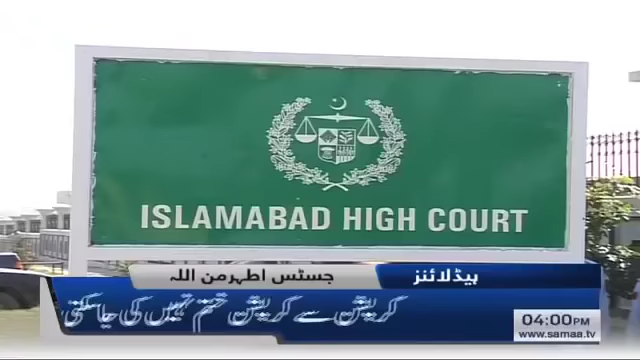 ISLAMABAD HIGH COURT
ہیڈلائنز
جسٹس اطہرمن اللہ
کرپشن سے کرپشن ختم نہیں کی جاسکتی
04:00PM
www.samaa.tv